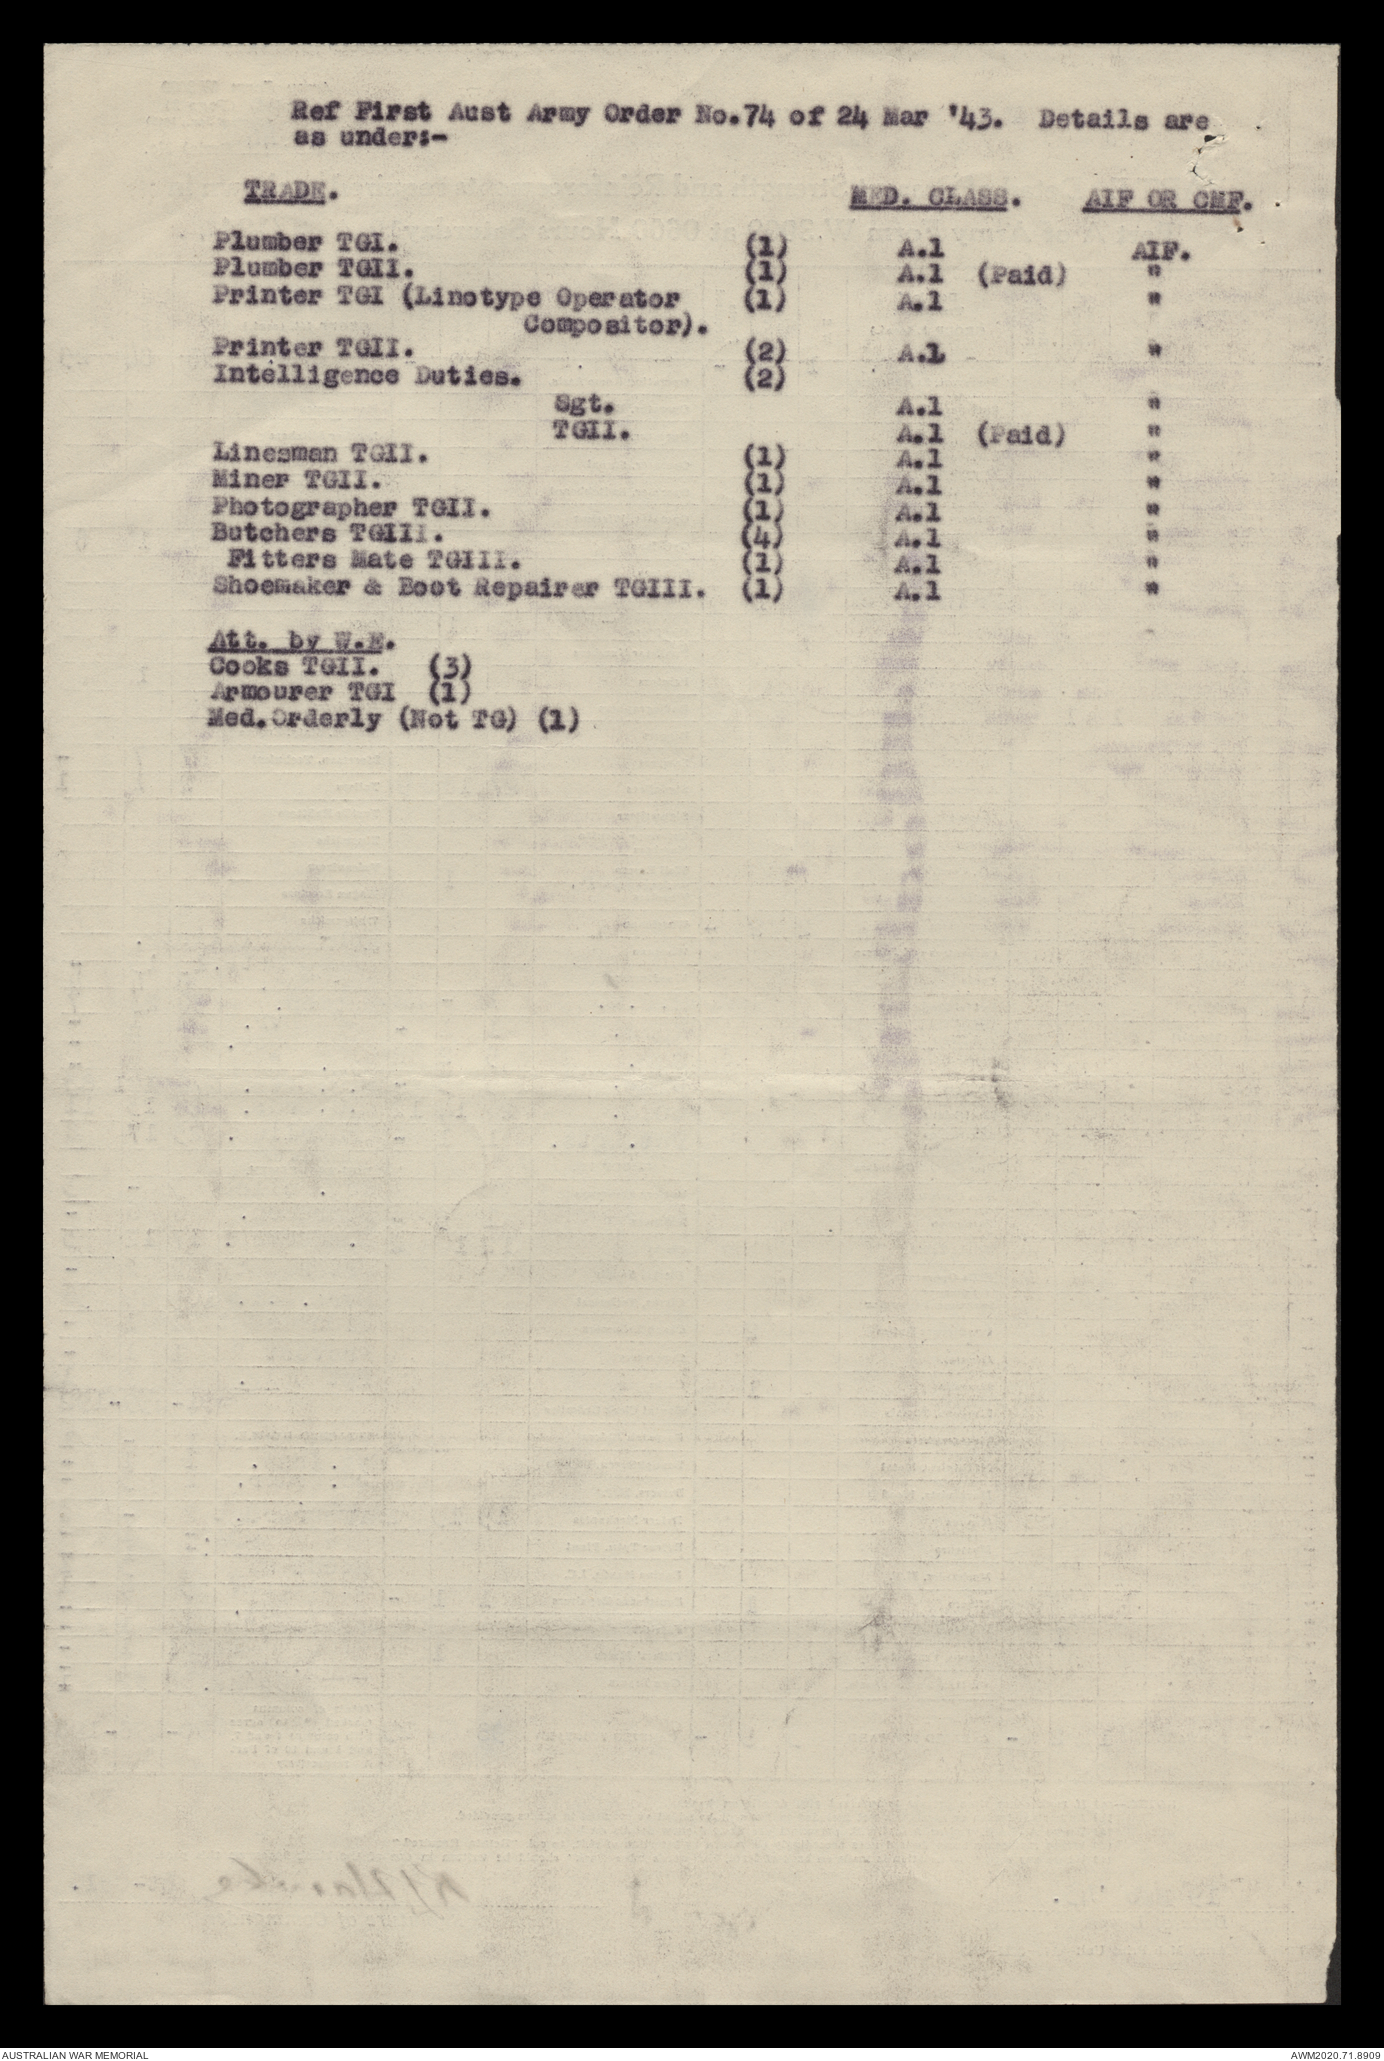 Ref First Aust Army Order No.74 of 24 Mar '43. Details are
as under:-
TRADE. MED. CLASS. AIF OR CMF.
Plumber TGI. (1) A.1 AIF.
Plumber TGII. (1) A.1 (Paid) "
Printer TGI (Linotype Operator (1) A.1 "
Compositor).
Printer TGII. (2) A.1 "
Intelligence Duties. (2)
Sgt. A.1 "
TGII. A.1 (Paid) "
Linesman TGII. (1) A.1 "
Miner TGII. (1) A.1 "
Photographer TGII. (1) A.1 "
Butchers TGIII. (4) A.1 "
Fitters Mate TGIII. (1) A.1 "
Shoemaker & Boot Repairer TGIII. (1) A.1 "
Att. by W.E.
Cooks TGII. (3)
Armourer TGI (1)
Med.Orderly (Not TG) (1)
AUSTRALIAN WAR MEMORIAL AWM2020.71.8909